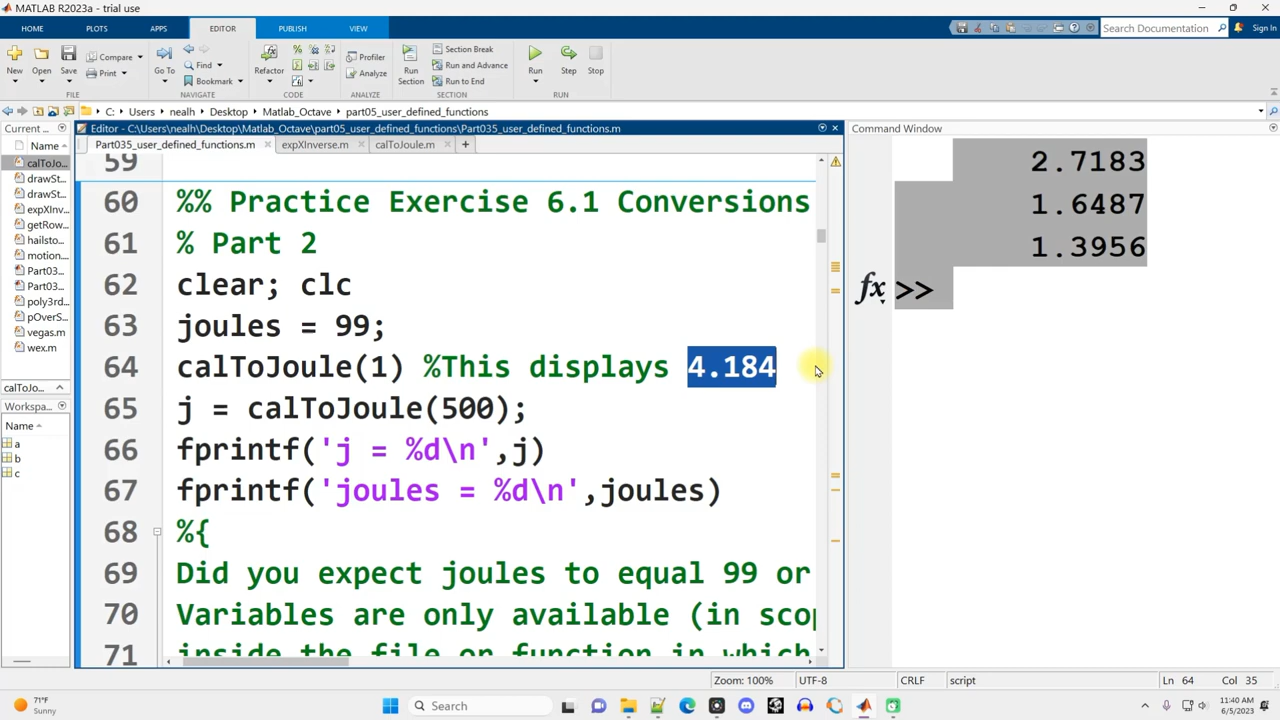 MATLAB R2023a - trial use
HOME PLOTS APPS EDITOR PUBLISH VIEW
Search Documentation Sign In
New Open Save Compare Print
Go To Find Bookmark
Refactor
Profiler Analyze
Run Section Section Break Run and Advance Run to End
Run Step Stop
FILE NAVIGATE CODE ANALYZE SECTION RUN
C: Users nealh Desktop Matlab_Octave part05_user_defined_functions
Current ...
Name
calToJo...
drawSt...
drawSt...
expXInv...
getRow...
hailsto...
motion...
Part03...
Part03...
poly3rd...
pOverS...
vegas.m
wex.m
calToJo...
Workspa...
Name
a
b
c
Editor - C:\Users\nealh\Desktop\Matlab_Octave\part05_user_defined_functions\Part035_user_defined_functions.m
Part035_user_defined_functions.m expXInverse.m calToJoule.m
59
60 %% Practice Exercise 6.1 Conversions
61 % Part 2
62 clear; clc
63 joules = 99;
64 calToJoule(1) %This displays 4.184
65 j = calToJoule(500);
66 fprintf('j = %d\n',j)
67 fprintf('joules = %d\n',joules)
68 %{
69 Did you expect joules to equal 99 or
70 Variables are only available (in scop
71 inside the file or function in which
Command Window
2.7183
1.6487
1.3956
fx >>
Zoom: 100% UTF-8 CRLF script Ln 64 Col 35
71°F
Sunny
Search
11:40 AM
6/5/2023